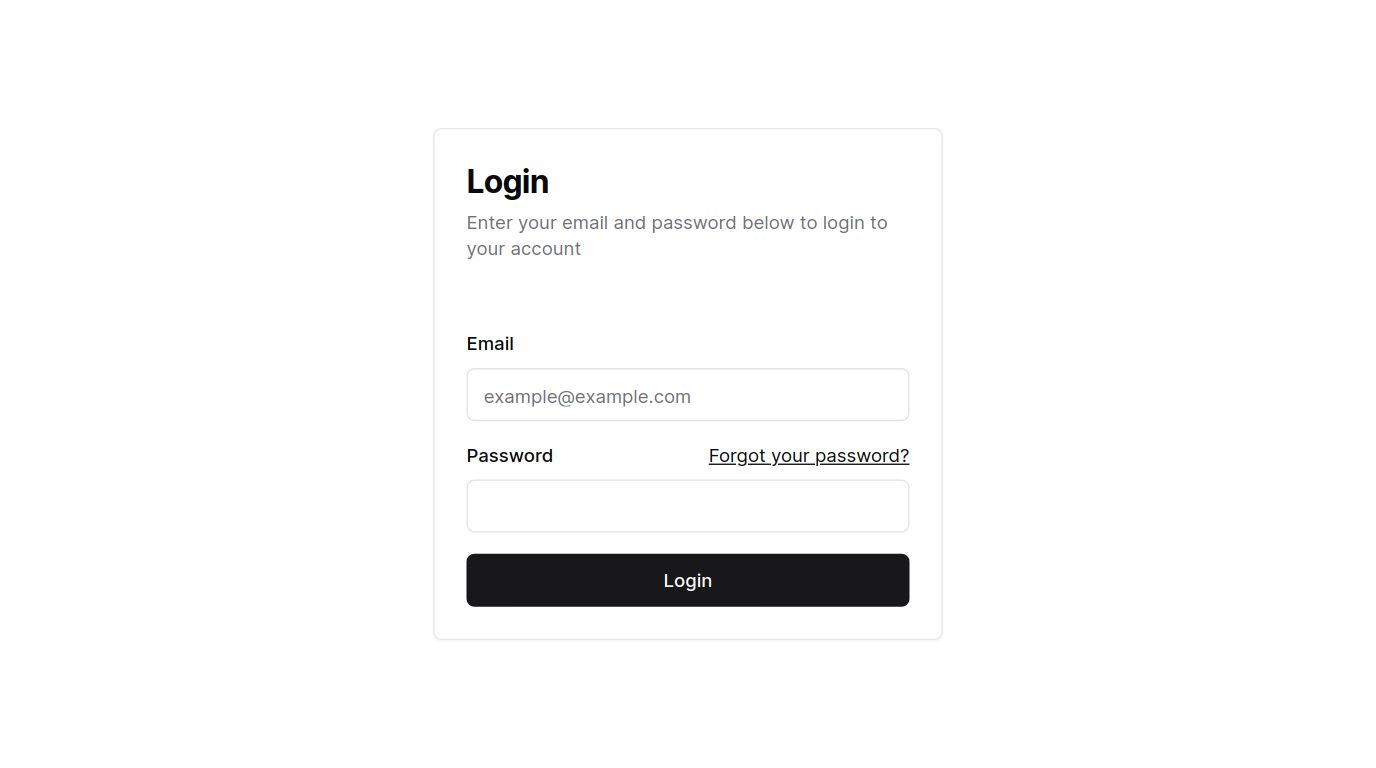 Login
Enter your email and password below to login to
your account
Email
example@example.com
Password Forgot your password?
Login